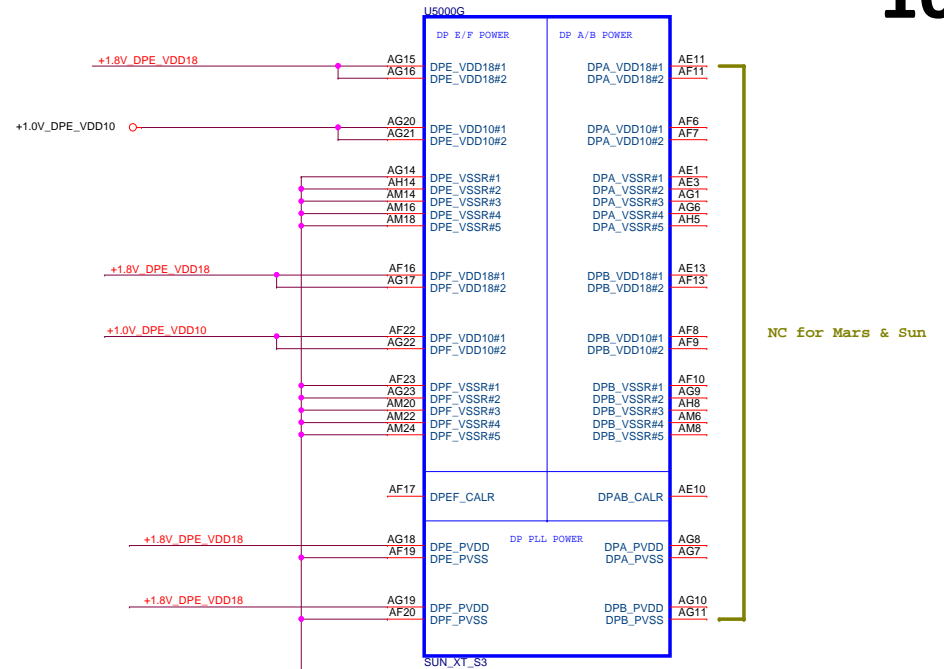 10
U5000G
DP E/F POWER DP A/B POWER
+1.8V_DPE_VDD18 AG15 DPE_VDD18#1 DPA_VDD18#1 AE11
AG16 DPE_VDD18#2 DPA_VDD18#2 AF11
+1.0V_DPE_VDD10 AG20 DPE_VDD10#1 DPA_VDD10#1 AF6
AG21 DPE_VDD10#2 DPA_VDD10#2 AF7
AG14 DPE_VSSR#1 DPA_VSSR#1 AE1
AH14 DPE_VSSR#2 DPA_VSSR#2 AE3
AM14 DPE_VSSR#3 DPA_VSSR#3 AG1
AM16 DPE_VSSR#4 DPA_VSSR#4 AG6
AM18 DPE_VSSR#5 DPA_VSSR#5 AH5
+1.8V_DPE_VDD18 AF16 DPF_VDD18#1 DPB_VDD18#1 AE13
AG17 DPF_VDD18#2 DPB_VDD18#2 AF13
+1.0V_DPE_VDD10 AF22 DPF_VDD10#1 DPB_VDD10#1 AF8
AG22 DPF_VDD10#2 DPB_VDD10#2 AF9
NC for Mars & Sun
AF23 DPF_VSSR#1 DPB_VSSR#1 AF10
AG23 DPF_VSSR#2 DPB_VSSR#2 AG9
AM20 DPF_VSSR#3 DPB_VSSR#3 AH8
AM22 DPF_VSSR#4 DPB_VSSR#4 AM6
AM24 DPF_VSSR#5 DPB_VSSR#5 AM8
AF17 DPEF_CALR DPAB_CALR AE10
DP PLL POWER
+1.8V_DPE_VDD18 AG18 DPE_PVDD DPA_PVDD AG8
AF19 DPE_PVSS DPA_PVSS AG7
+1.8V_DPE_VDD18 AG19 DPF_PVDD DPB_PVDD AG10
AF20 DPF_PVSS DPB_PVSS AG11
SUN_XT_S3